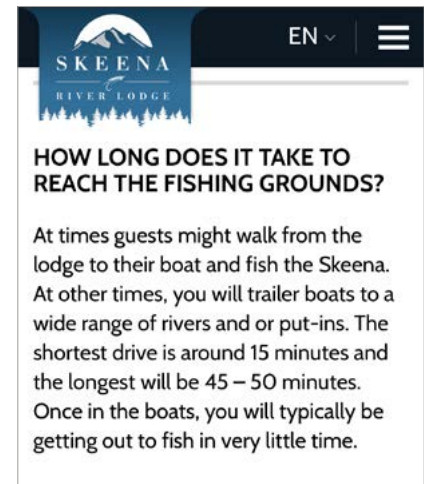 SKEENA
RIVER LODGE
EN
HOW LONG DOES IT TAKE TO
REACH THE FISHING GROUNDS?
At times guests might walk from the
lodge to their boat and fish the Skeena.
At other times, you will trailer boats to a
wide range of rivers and or put-ins. The
shortest drive is around 15 minutes and
the longest will be 45 – 50 minutes.
Once in the boats, you will typically be
getting out to fish in very little time.